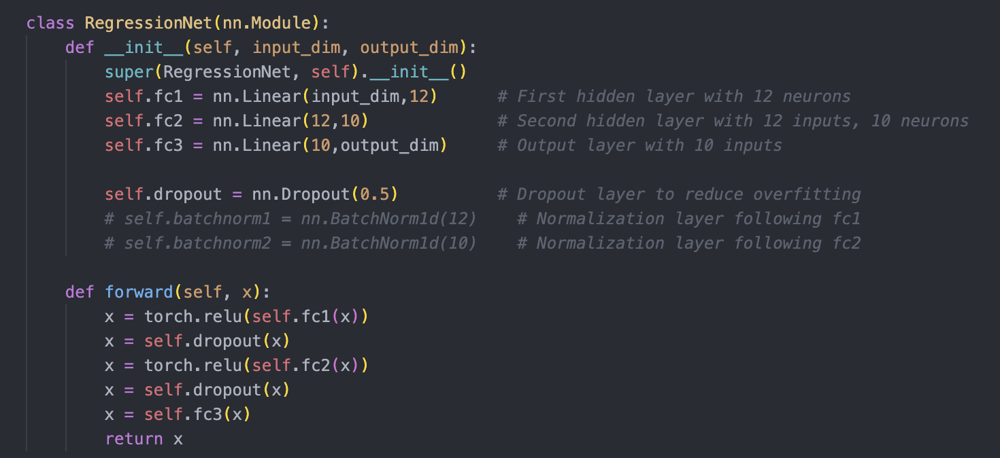 class RegressionNet(nn.Module):
    def __init__(self, input_dim, output_dim):
        super(RegressionNet, self).__init__()
        self.fc1 = nn.Linear(input_dim,12)      # First hidden layer with 12 neurons
        self.fc2 = nn.Linear(12,10)             # Second hidden layer with 12 inputs, 10 neurons
        self.fc3 = nn.Linear(10,output_dim)     # Output layer with 10 inputs

        self.dropout = nn.Dropout(0.5)          # Dropout layer to reduce overfitting
        # self.batchnorm1 = nn.BatchNorm1d(12)    # Normalization layer following fc1
        # self.batchnorm2 = nn.BatchNorm1d(10)    # Normalization layer following fc2

    def forward(self, x):
        x = torch.relu(self.fc1(x))
        x = self.dropout(x)
        x = torch.relu(self.fc2(x))
        x = self.dropout(x)
        x = self.fc3(x)
        return x